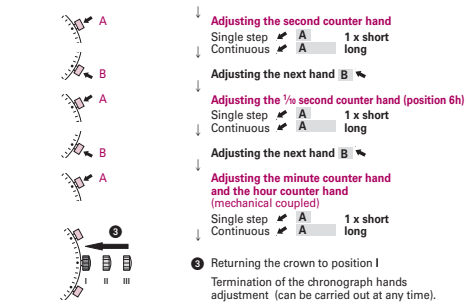 A
Adjusting the second counter hand
Single step A 1 x short
Continuous A long
B
Adjusting the next hand B
A
Adjusting the 1/10 second counter hand (position 6h)
Single step A 1 x short
Continuous A long
B
Adjusting the next hand B
A
Adjusting the minute counter hand
and the hour counter hand
(mechanical coupled)
Single step A 1 x short
Continuous A long
3
I II III
3 Returning the crown to position I
Termination of the chronograph hands
adjustment (can be carried out at any time).